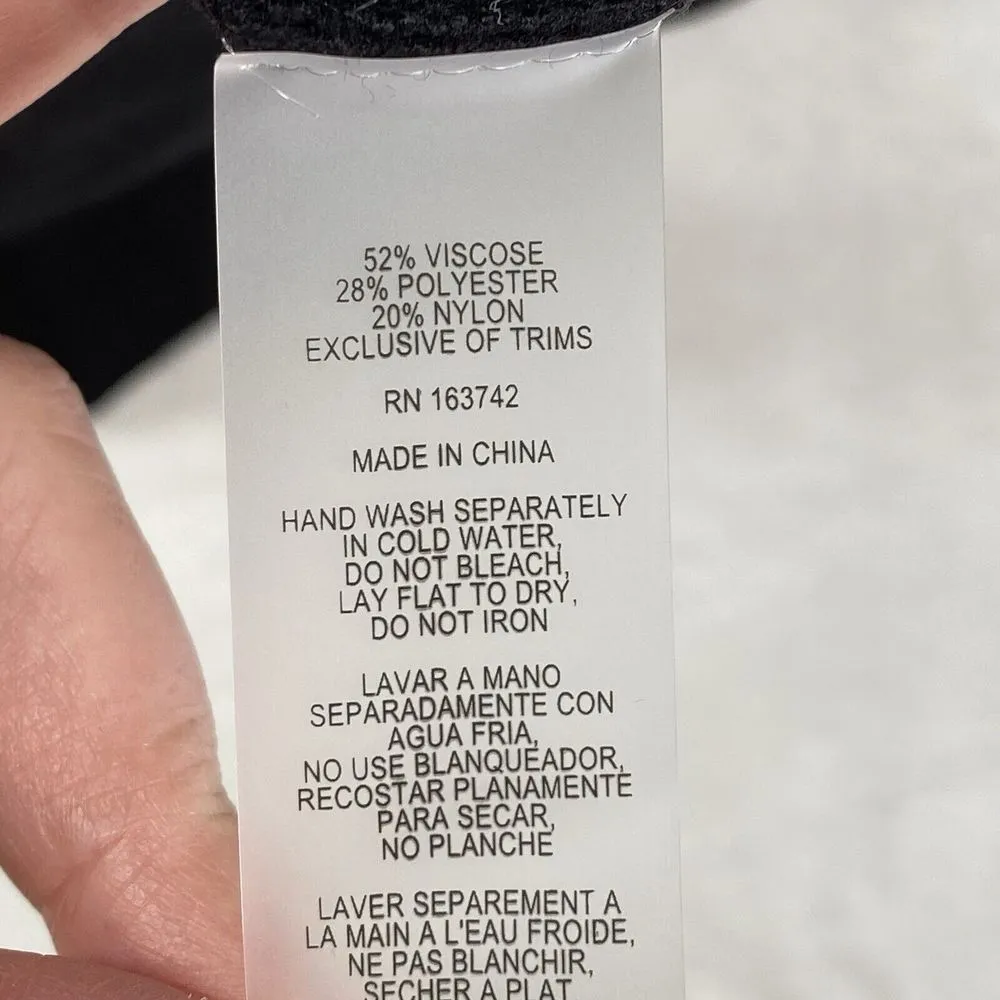 52% VISCOSE
28% POLYESTER
20% NYLON
EXCLUSIVE OF TRIMS
RN 163742
MADE IN CHINA
HAND WASH SEPARATELY
IN COLD WATER,
DO NOT BLEACH,
LAY FLAT TO DRY,
DO NOT IRON
LAVAR A MANO
SEPARADAMENTE CON
AGUA FRIA,
NO USE BLANQUEADOR,
RECOSTAR PLANAMENTE
PARA SECAR,
NO PLANCHE
LAVER SEPAREMENT A
LA MAIN A L'EAU FROIDE,
NE PAS BLANCHIR,
SECHER A PLAT